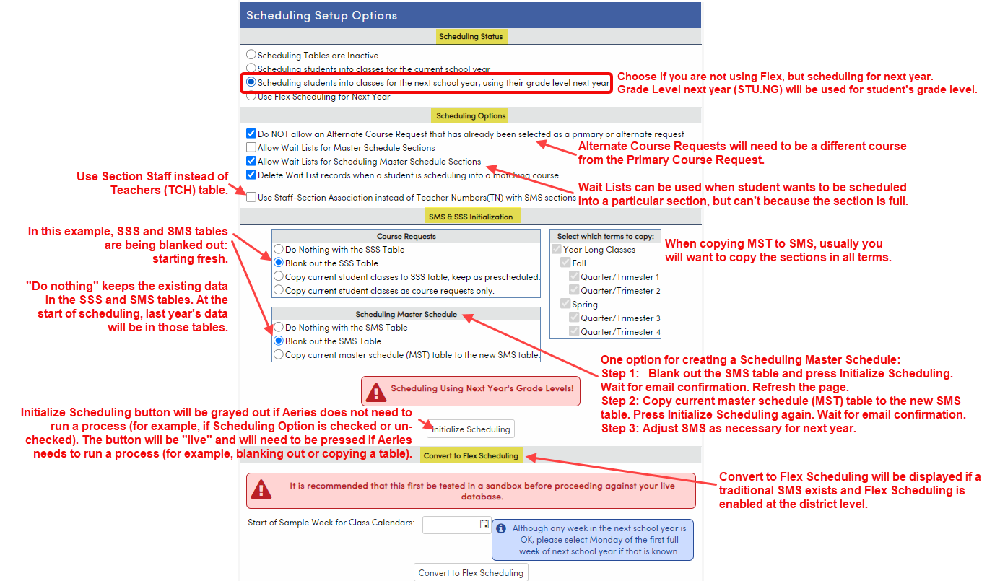 Scheduling Setup Options
Scheduling Status
Scheduling Tables are Inactive
Scheduling students into classes for the current school year
Scheduling students into classes for the next school year, using their grade level next year
Use Flex Scheduling for Next Year
Choose if you are not using Flex, but scheduling for next year.
Grade Level next year (STU.NG) will be used for student's grade level.
Scheduling Options
Do NOT allow an Alternate Course Request that has already been selected as a primary or alternate request
Allow Wait Lists for Master Schedule Sections
Allow Wait Lists for Scheduling Master Schedule Sections
Delete Wait List records when a student is scheduling into a matching course
Use Staff-Section Association instead of Teacher Numbers(TN) with SMS sections
Alternate Course Requests will need to be a different course
from the Primary Course Request.
Use Section Staff instead of
Teachers (TCH) table.
Wait Lists can be used when student wants to be scheduled
into a particular section, but can't because the section is full.
SMS & SSS Initialization
In this example, SSS and SMS tables
are being blanked out:
starting fresh.
"Do nothing" keeps the existing data
in the SSS and SMS tables. At the
start of scheduling, last year's data
will be in those tables.
Course Requests
Do Nothing with the SSS Table
Blank out the SSS Table
Copy current student classes to SSS table, keep as prescheduled.
Copy current student classes as course requests only.
Select which terms to copy:
Year Long Classes
Fall
Quarter/Trimester 1
Quarter/Trimester 2
Spring
Quarter/Trimester 3
Quarter/Trimester 4
When copying MST to SMS, usually you
will want to copy the sections in all terms.
Scheduling Master Schedule
Do Nothing with the SMS Table
Blank out the SMS Table
Copy current master schedule (MST) table to the new SMS table.
One option for creating a Scheduling Master Schedule:
Step 1: Blank out the SMS table and press Initialize Scheduling.
Wait for email confirmation. Refresh the page.
Step 2: Copy current master schedule (MST) table to the new SMS
table. Press Initialize Scheduling again. Wait for email confirmation.
Step 3: Adjust SMS as necessary for next year.
Scheduling Using Next Year's Grade Levels!
Initialize Scheduling button will be grayed out if Aeries does not need to
run a process (for example, if Scheduling Option is checked or un-
checked). The button will be "live" and will need to be pressed if Aeries
needs to run a process (for example, blanking out or copying a table).
Initialize Scheduling
Convert to Flex Scheduling
It is recommended that this first be tested in a sandbox before proceeding against your live
database.
Convert to Flex Scheduling will be displayed if a
traditional SMS exists and Flex Scheduling is
enabled at the district level.
Start of Sample Week for Class Calendars:
Although any week in the next school year is
OK, please select Monday of the first full
week of next school year if that is known.
Convert to Flex Scheduling